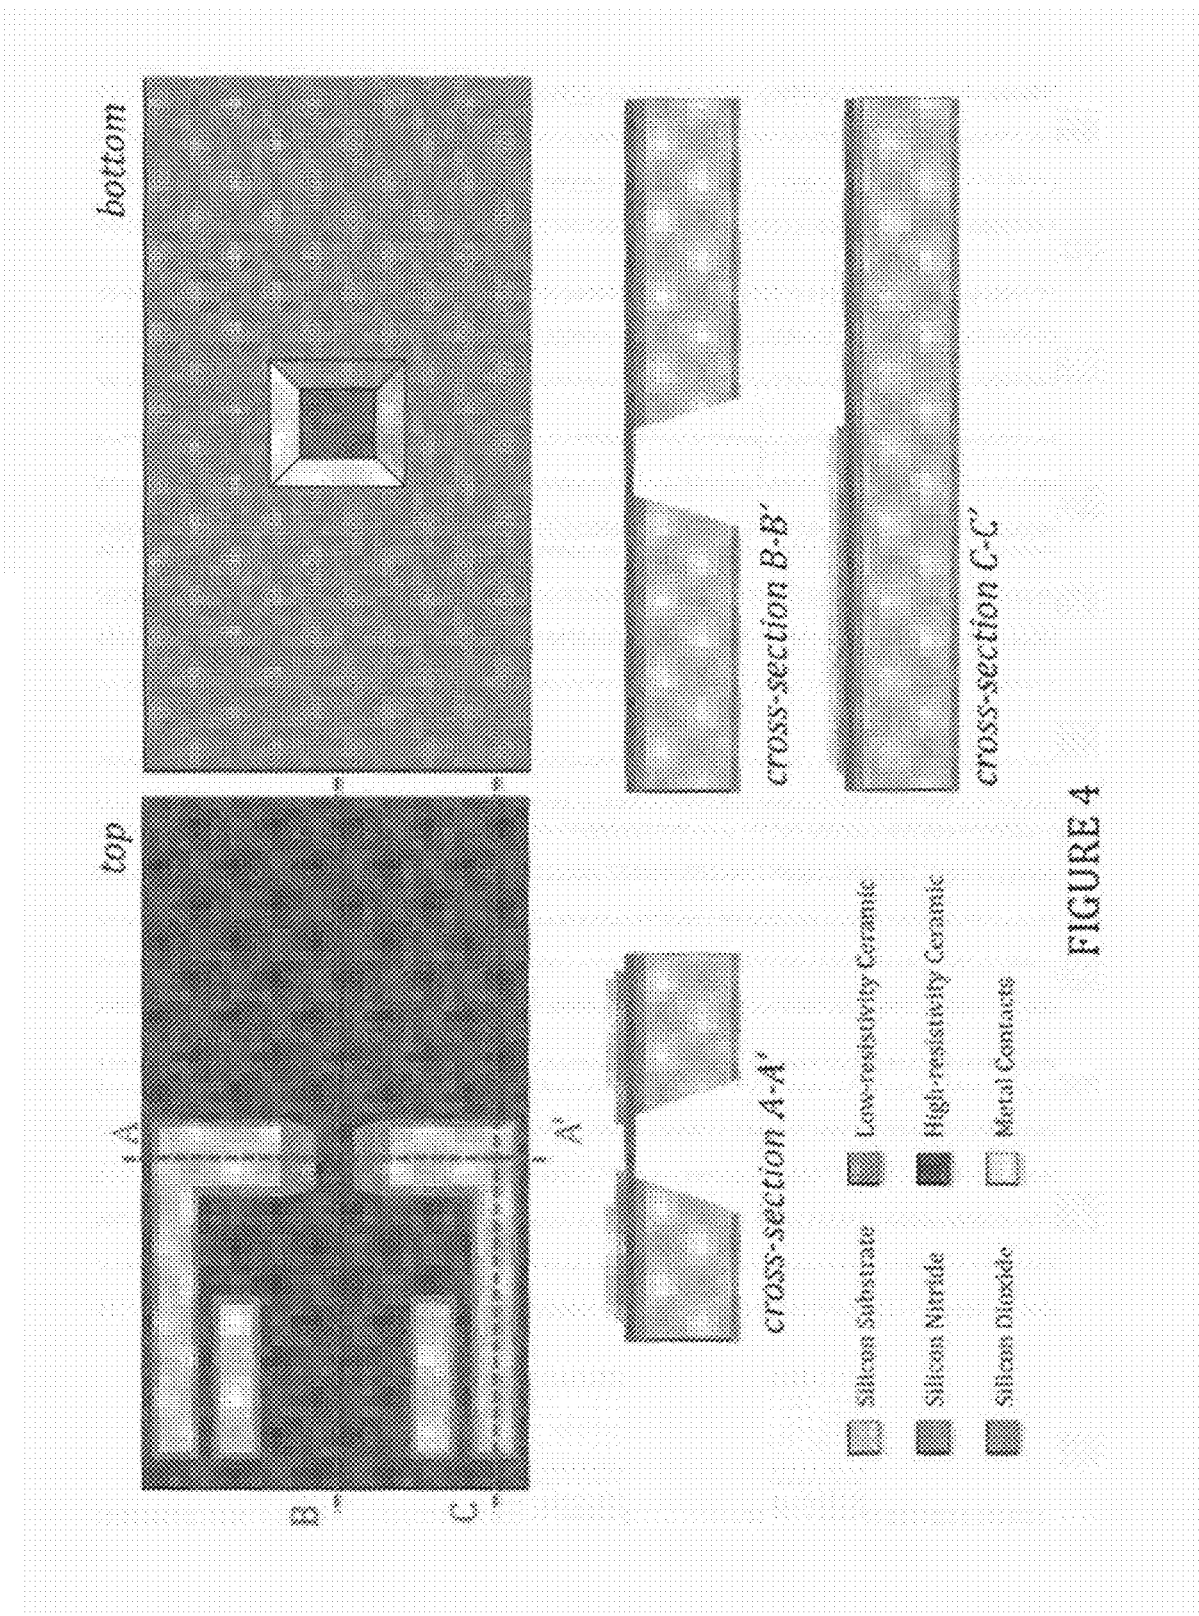 top
bottom
A
A'
B
C
cross-section A-A'
cross-section B-B'
cross-section C-C'
Silicon Substrate
Low-resistivity Ceramic
Silicon Nitride
High-resistivity Ceramic
Silicon Dioxide
Metal Contacts
FIGURE 4